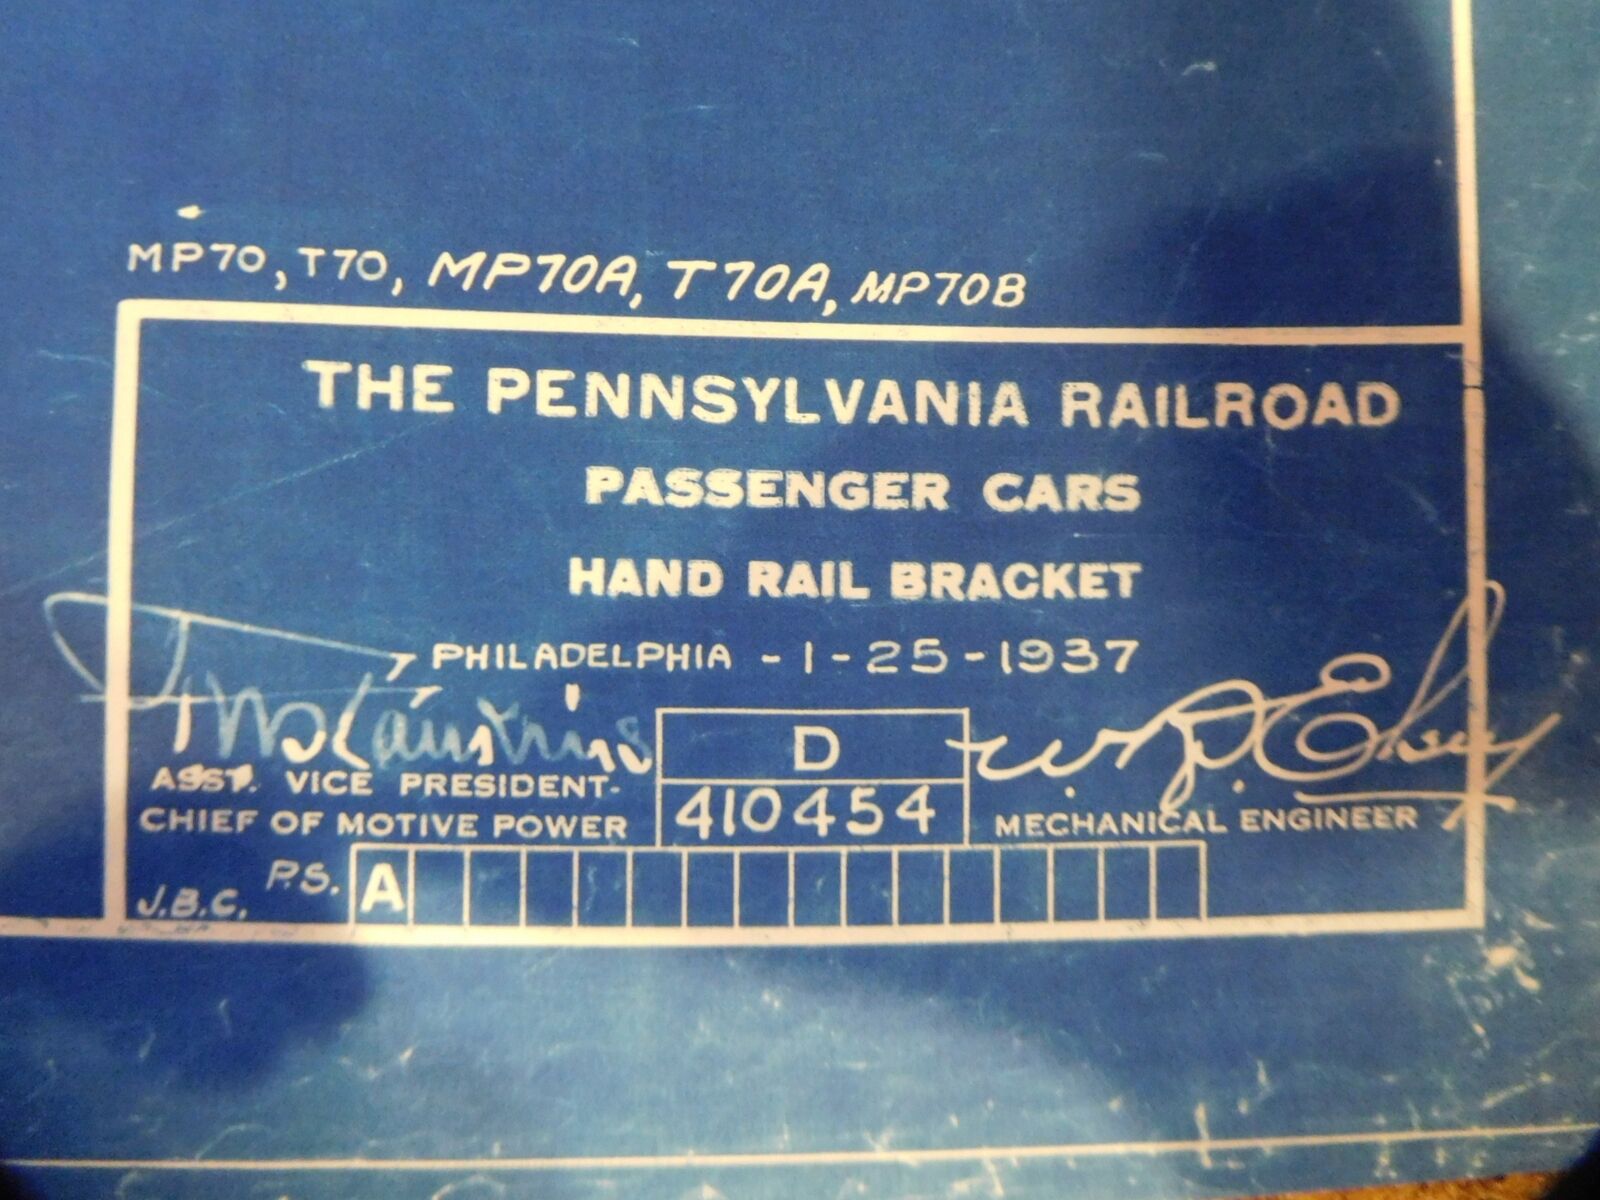 MP70, T70, MP70A, T70A, MP70B
THE PENNSYLVANIA RAILROAD
PASSENGER CARS
HAND RAIL BRACKET
PHILADELPHIA - 1-25-1937
D
410454
ASST. VICE PRESIDENT-
CHIEF OF MOTIVE POWER
MECHANICAL ENGINEER
J.B.C. P.S. A